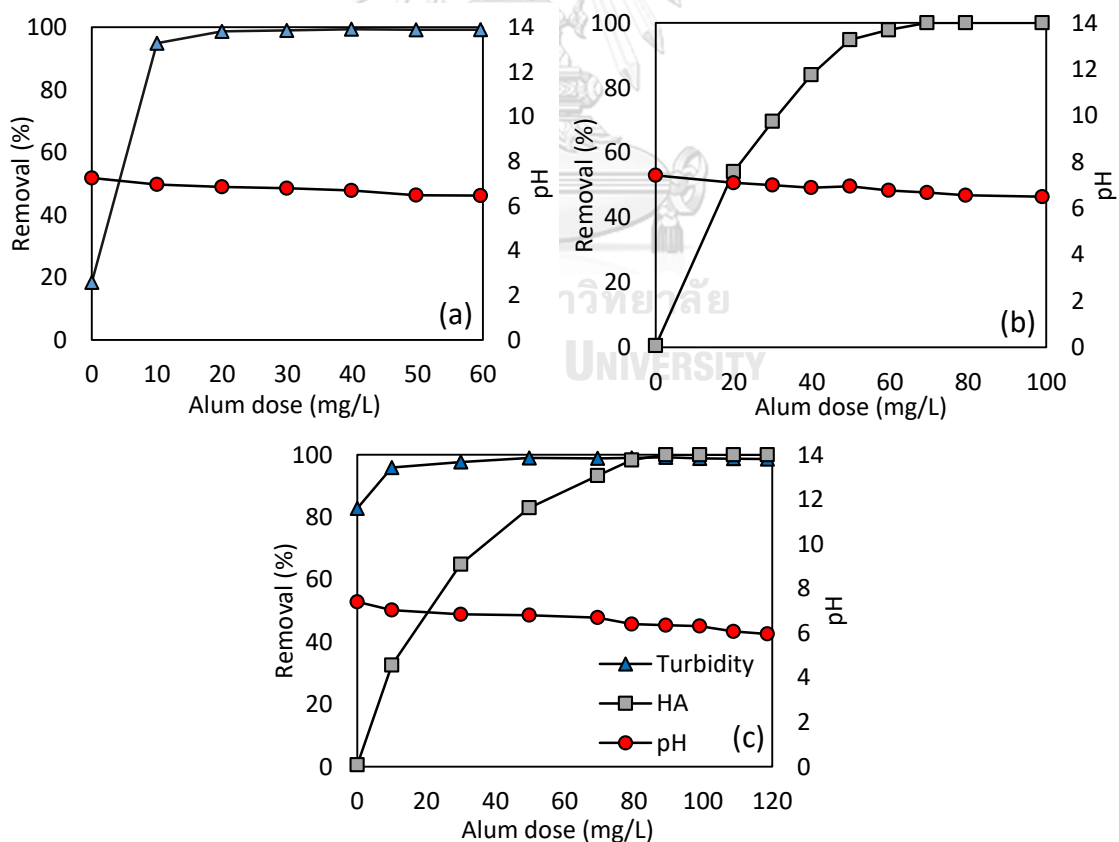 100
80
60
40
20
0
Removal (%)
14
12
10
8
6
4
2
0
pH
(a)
0 10 20 30 40 50 60
Alum dose (mg/L)
100
80
60
40
20
0
Removal (%)
14
12
10
8
6
4
2
0
pH
(b)
0 20 40 60 80 100
Alum dose (mg/L)
วิทยาลัย
UNIVERSITY
100
80
60
40
20
0
Removal (%)
14
12
10
8
6
4
2
0
pH
Turbidity
HA
pH
(c)
0 20 40 60 80 100 120
Alum dose (mg/L)